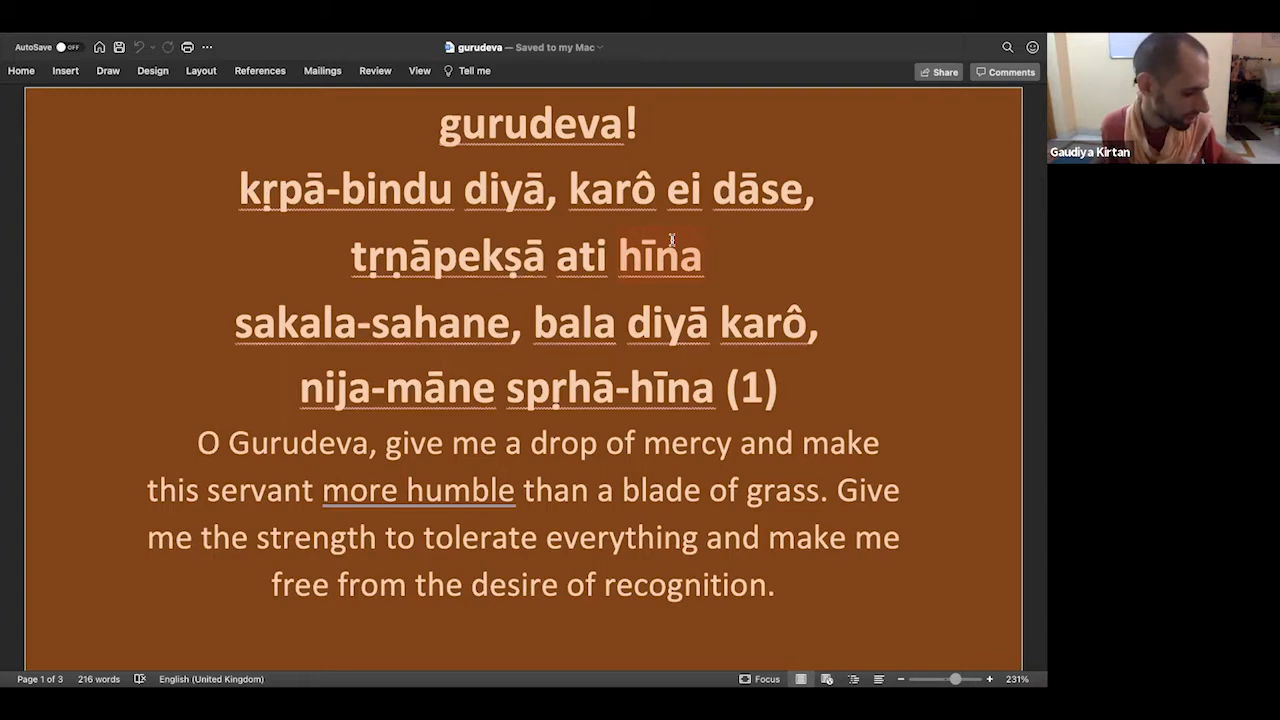 AutoSave OFF
gurudeva — Saved to my Mac
Home Insert Draw Design Layout References Mailings Review View Tell me Share Comments
gurudeva!
kṛpā-bindu diyā, karô ei dāse,
tṛṇāpekṣā ati hīna
sakala-sahane, bala diyā karô,
nija-māne spṛhā-hīna (1)
O Gurudeva, give me a drop of mercy and make
this servant more humble than a blade of grass. Give
me the strength to tolerate everything and make me
free from the desire of recognition.
Gaudiya Kirtan
Page 1 of 3 216 words English (United Kingdom) Focus 231%